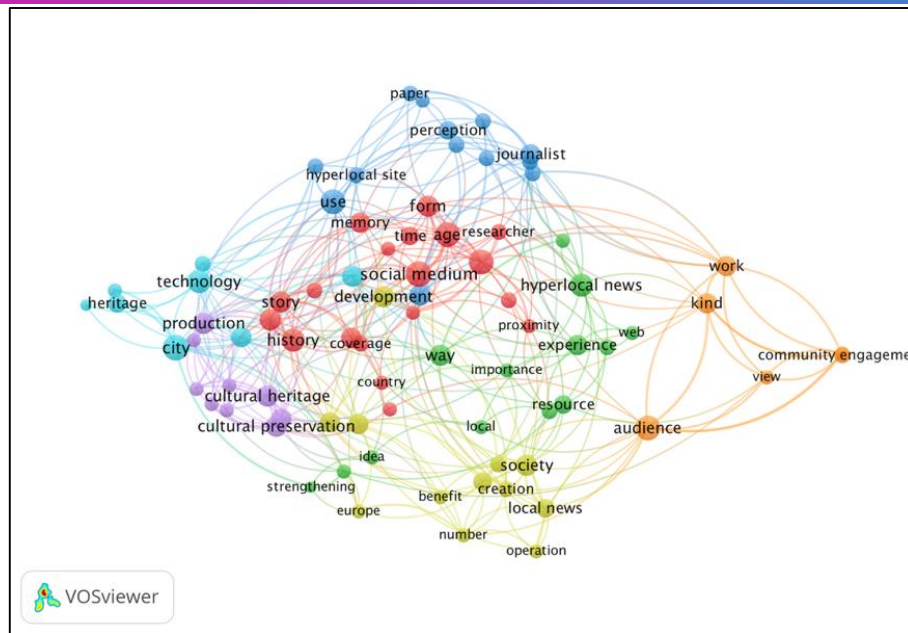 paper
perception
journalist
hyperlocal site
use
form
memory
time
age
researcher
work
technology
social medium
hyperlocal news
heritage
development
kind
story
production
proximity
web
history
coverage
experience
city
way
community engageme
importance
view
country
cultural heritage
resource
cultural preservation
local
audience
idea
society
strengthening
creation
benefit
local news
europe
number
operation
VOSviewer